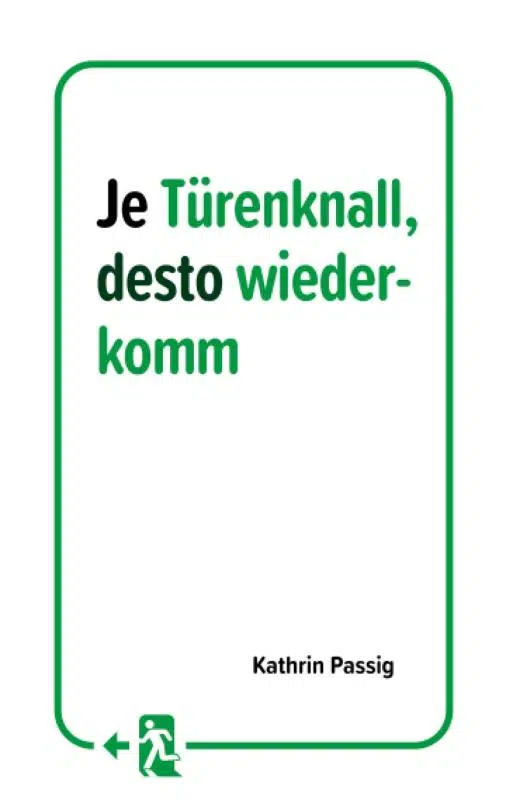 Je Türenknall,
desto wieder-
komm
Kathrin Passig